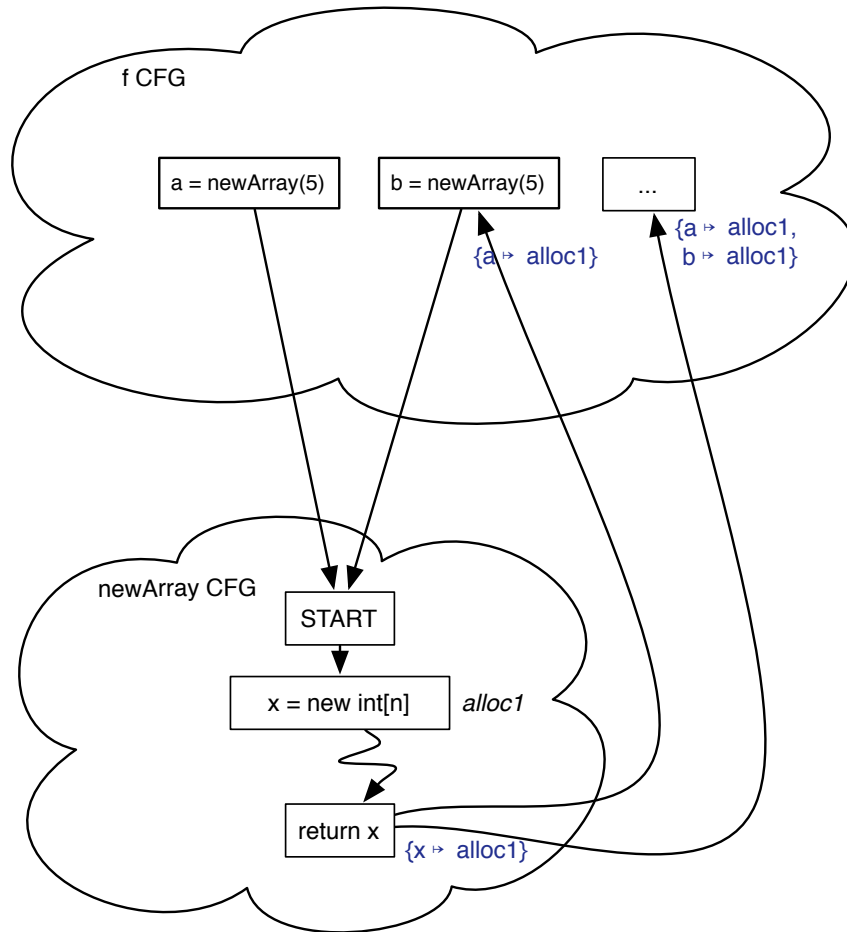 f CFG
a = newArray(5)
b = newArray(5)
...
{a ↦ alloc1}
{a ↦ alloc1,
b ↦ alloc1}
newArray CFG
START
x = new int[n]
alloc1
return x
{x ↦ alloc1}